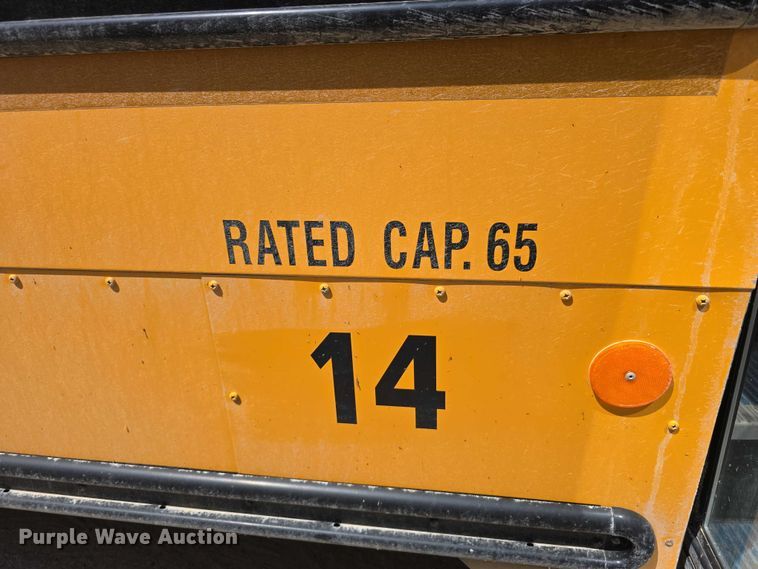 RATED CAP. 65
14
Purple Wave Auction